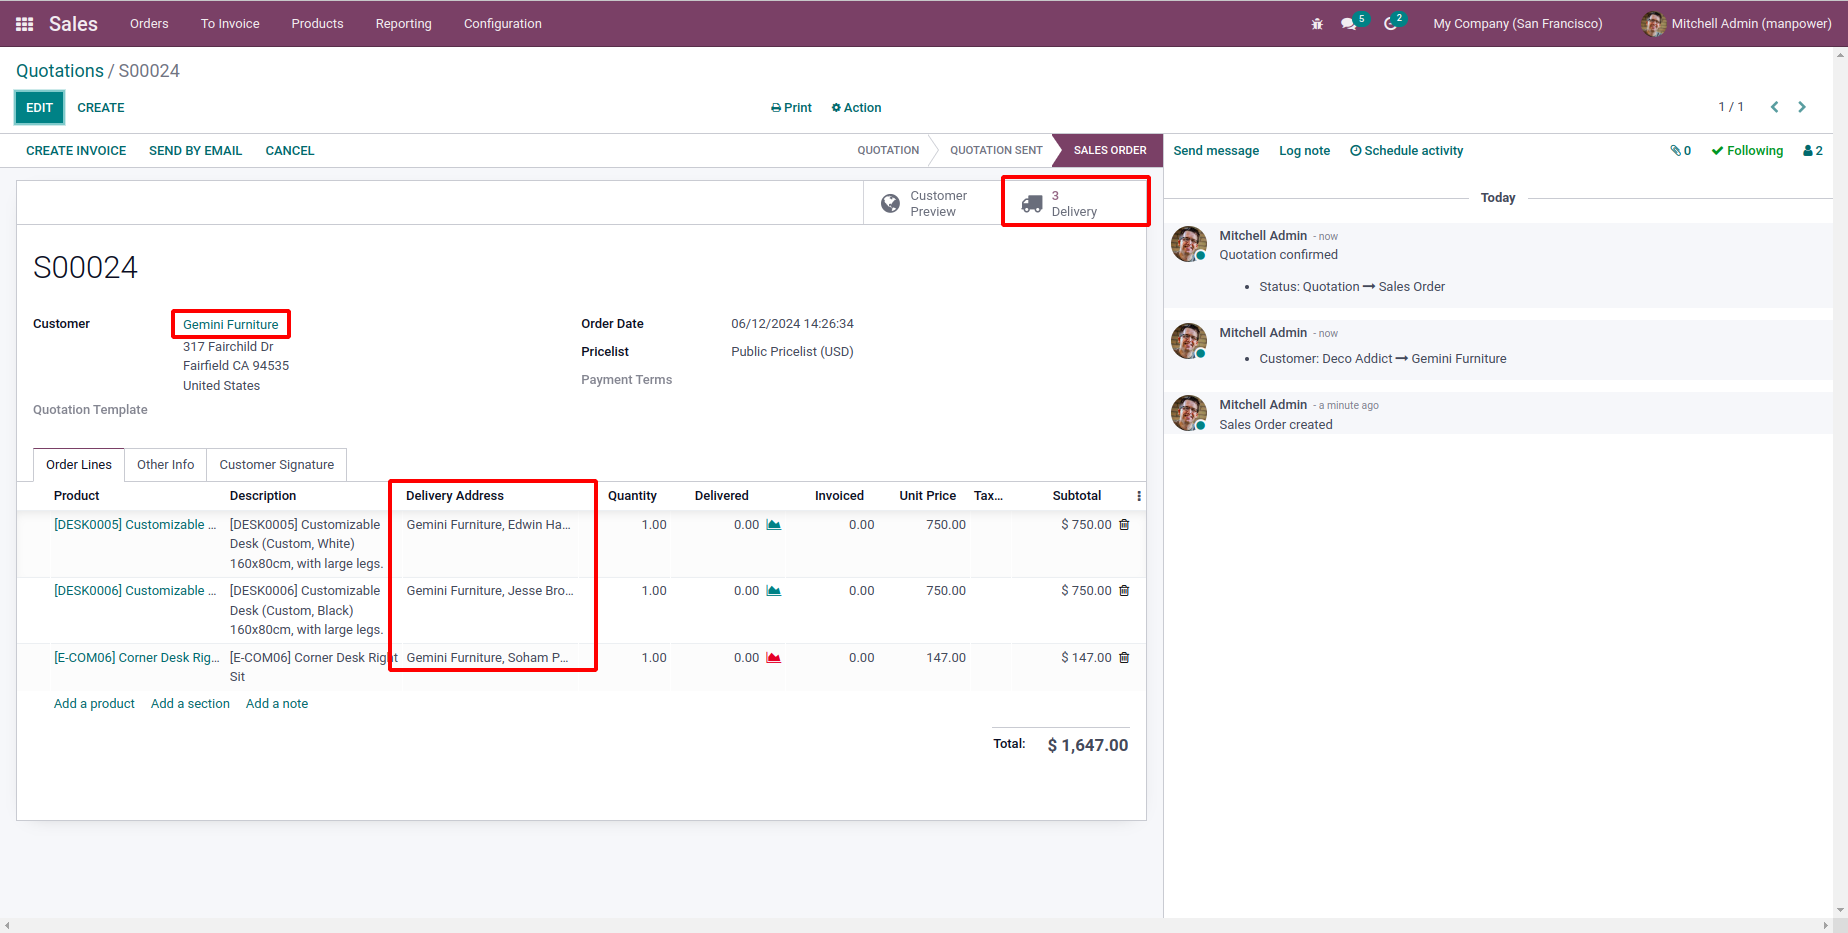 Sales Orders To Invoice Products Reporting Configuration 5 2 My Company (San Francisco) Mitchell Admin (manpower)
Quotations / S00024
EDIT CREATE Print Action 1 / 1
CREATE INVOICE SEND BY EMAIL CANCEL QUOTATION QUOTATION SENT SALES ORDER
Customer Preview
3 Delivery
S00024
Customer Gemini Furniture
317 Fairchild Dr
Fairfield CA 94535
United States
Quotation Template
Order Date 06/12/2024 14:26:34
Pricelist Public Pricelist (USD)
Payment Terms
Order Lines Other Info Customer Signature
Product Description Delivery Address Quantity Delivered Invoiced Unit Price Tax... Subtotal
[DESK0005] Customizable ... [DESK0005] Customizable Gemini Furniture, Edwin Ha... 1.00 0.00 0.00 750.00 $ 750.00
Desk (Custom, White)
160x80cm, with large legs.
[DESK0006] Customizable ... [DESK0006] Customizable Gemini Furniture, Jesse Bro... 1.00 0.00 0.00 750.00 $ 750.00
Desk (Custom, Black)
160x80cm, with large legs.
[E-COM06] Corner Desk Rig... [E-COM06] Corner Desk Right Gemini Furniture, Soham P... 1.00 0.00 0.00 147.00 $ 147.00
Sit
Add a product Add a section Add a note
Total: $ 1,647.00
Send message Log note Schedule activity 0 Following 2
Today
Mitchell Admin - now
Quotation confirmed
• Status: Quotation → Sales Order
Mitchell Admin - now
• Customer: Deco Addict → Gemini Furniture
Mitchell Admin - a minute ago
Sales Order created